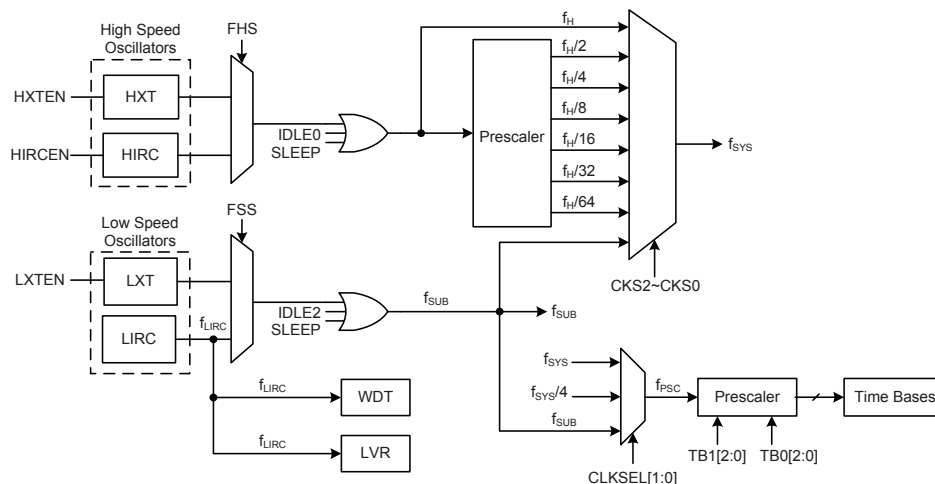 High Speed
Oscillators
FHS
HXTEN
HXT
HIRCEN
HIRC
IDLE0
SLEEP
fH
Prescaler
fH/2
fH/4
fH/8
fH/16
fH/32
fH/64
fSYS
CKS2~CKS0
Low Speed
Oscillators
FSS
LXTEN
LXT
LIRC
fLIRC
IDLE2
SLEEP
fSUB
fSUB
fLIRC
WDT
fLIRC
LVR
fSYS
fSYS/4
fSUB
fPSC
Prescaler
Time Bases
TB1[2:0]
TB0[2:0]
CLKSEL[1:0]